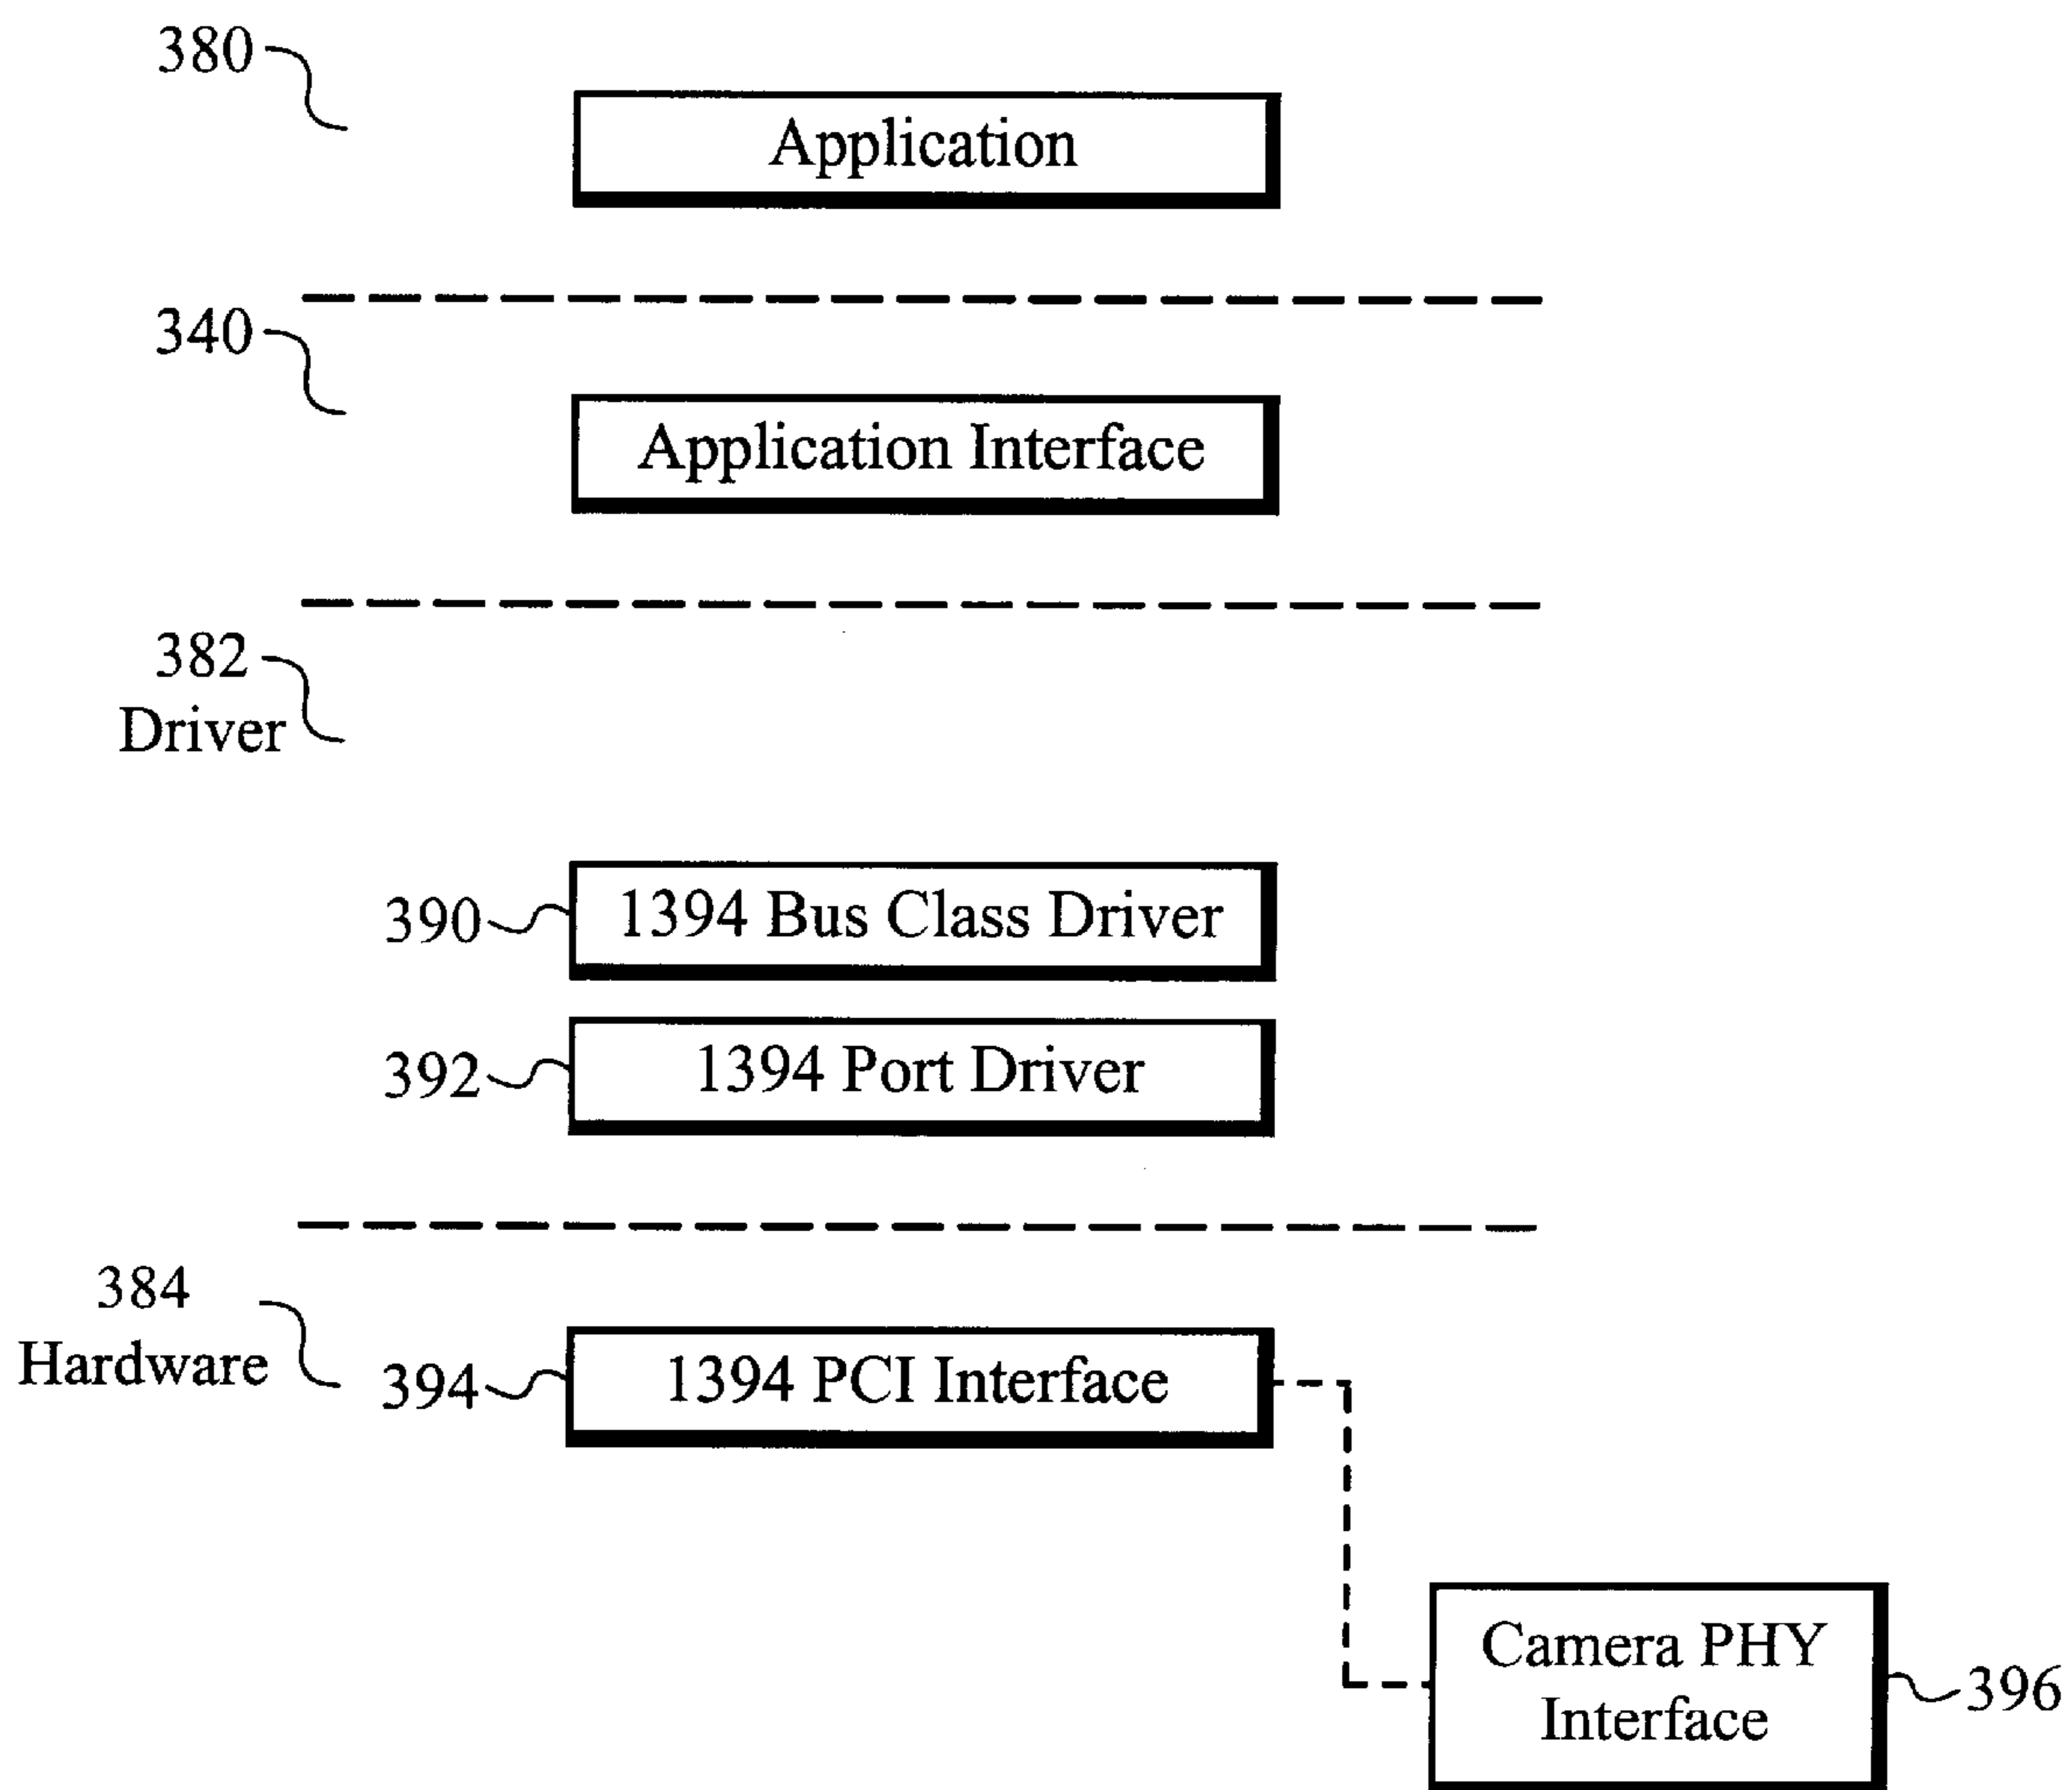 380
Application
340
Application Interface
382
Driver
390
1394 Bus Class Driver
392
1394 Port Driver
384
Hardware
394
1394 PCI Interface
Camera PHY
Interface
396